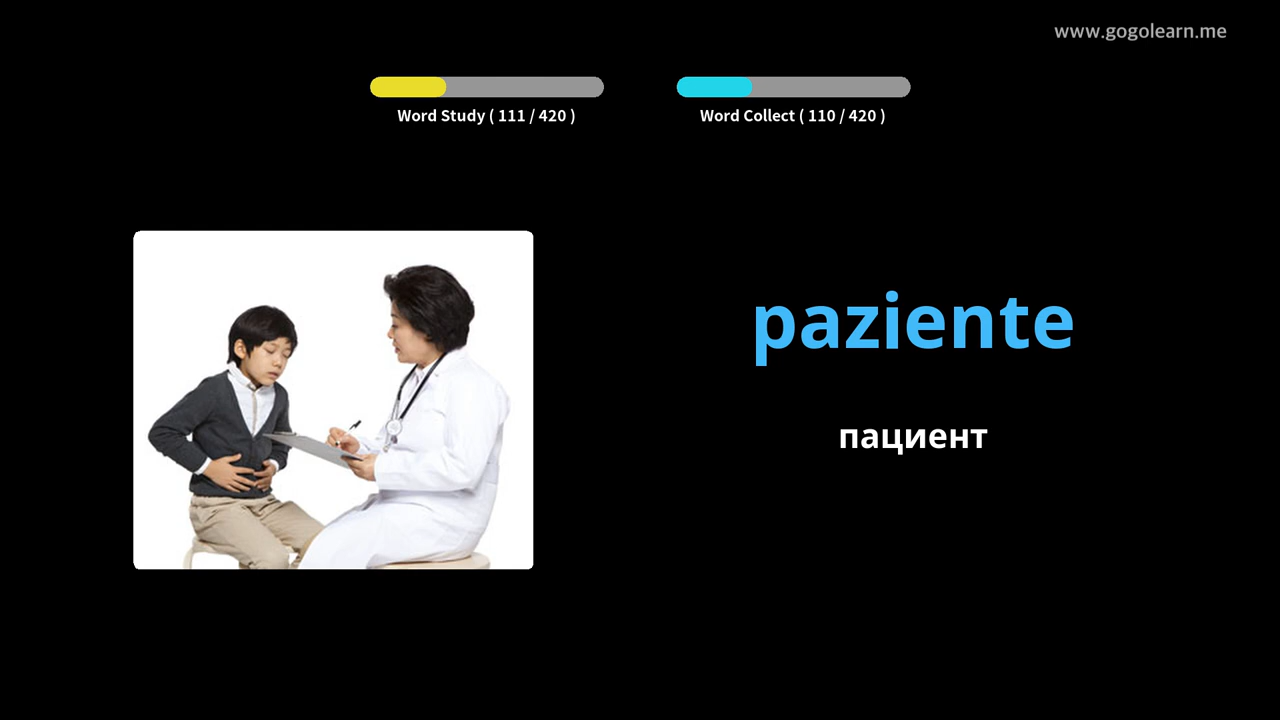 www.gogolearn.me
Word Study ( 111 / 420 )
Word Collect ( 110 / 420 )
paziente
пациент